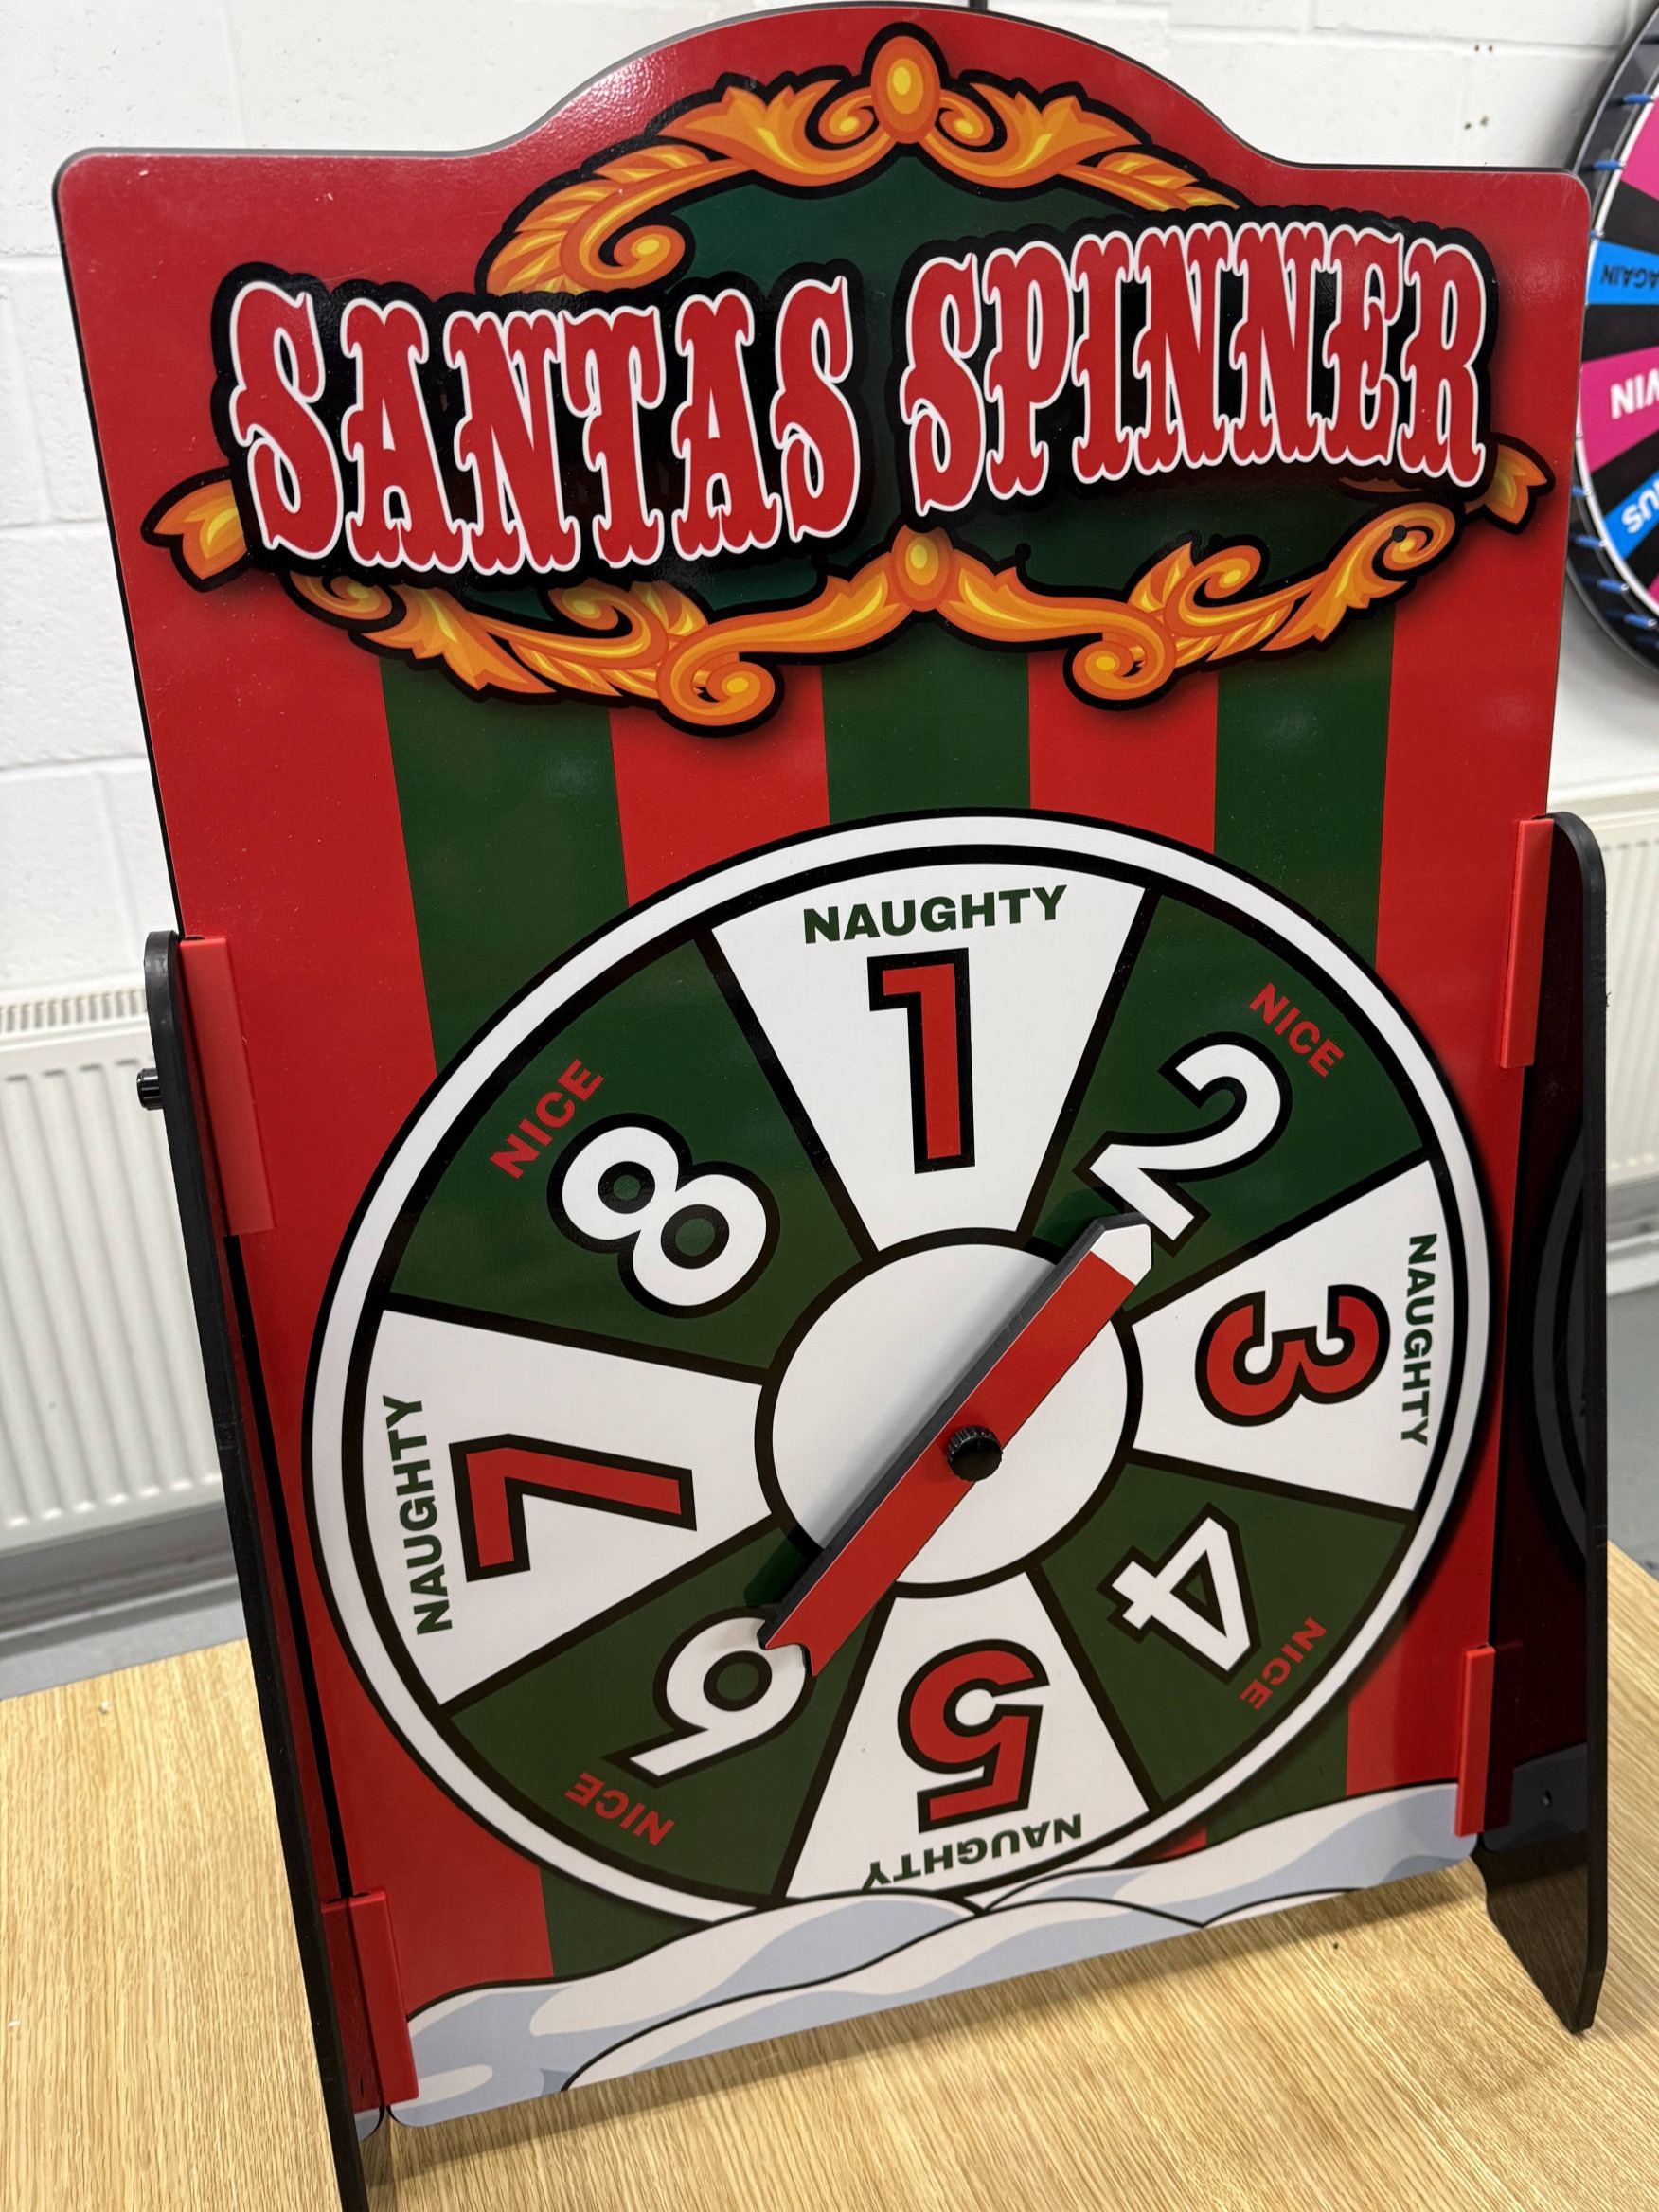 SANTAS SPINNER
NAUGHTY
1
NICE
2
NAUGHTY
3
NICE
4
NAUGHTY
5
NICE
6
NAUGHTY
7
NICE
8
AGAIN
WIN